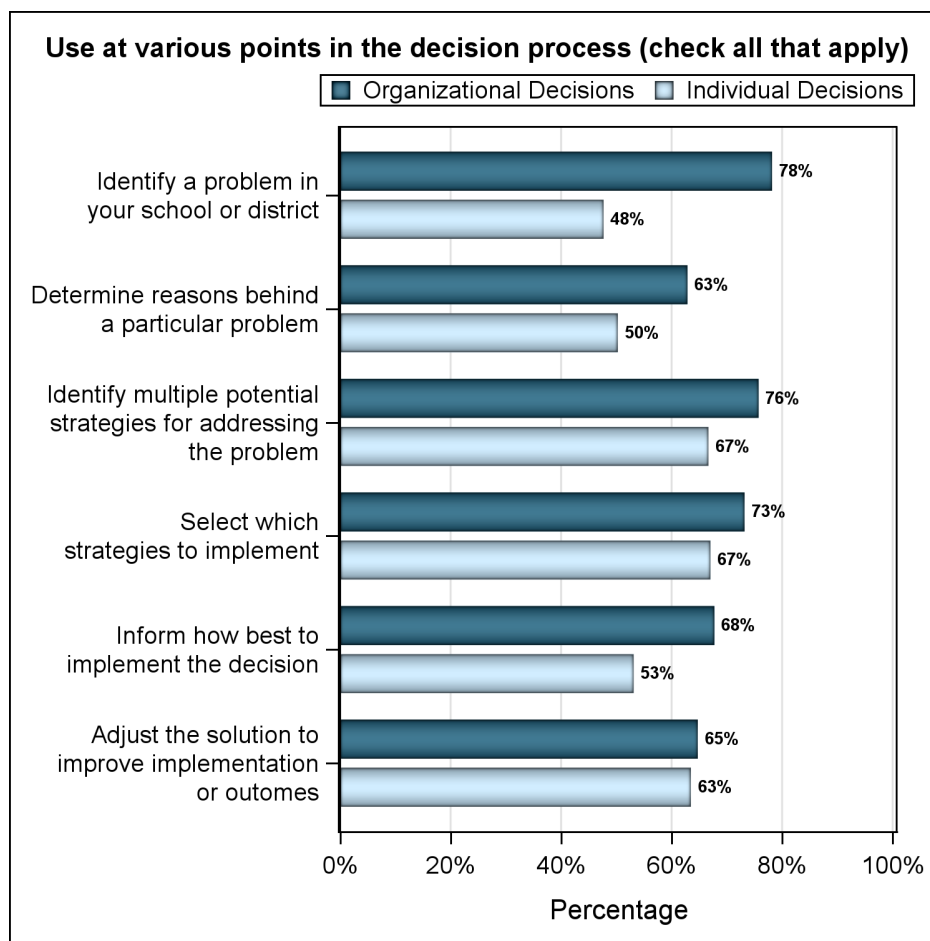 Use at various points in the decision process (check all that apply)
Organizational Decisions Individual Decisions
Identify a problem in
your school or district
78%
48%
Determine reasons behind
a particular problem
63%
50%
Identify multiple potential
strategies for addressing
the problem
76%
67%
Select which
strategies to implement
73%
67%
Inform how best to
implement the decision
68%
53%
Adjust the solution to
improve implementation
or outomes
65%
63%
0% 20% 40% 60% 80% 100%
Percentage